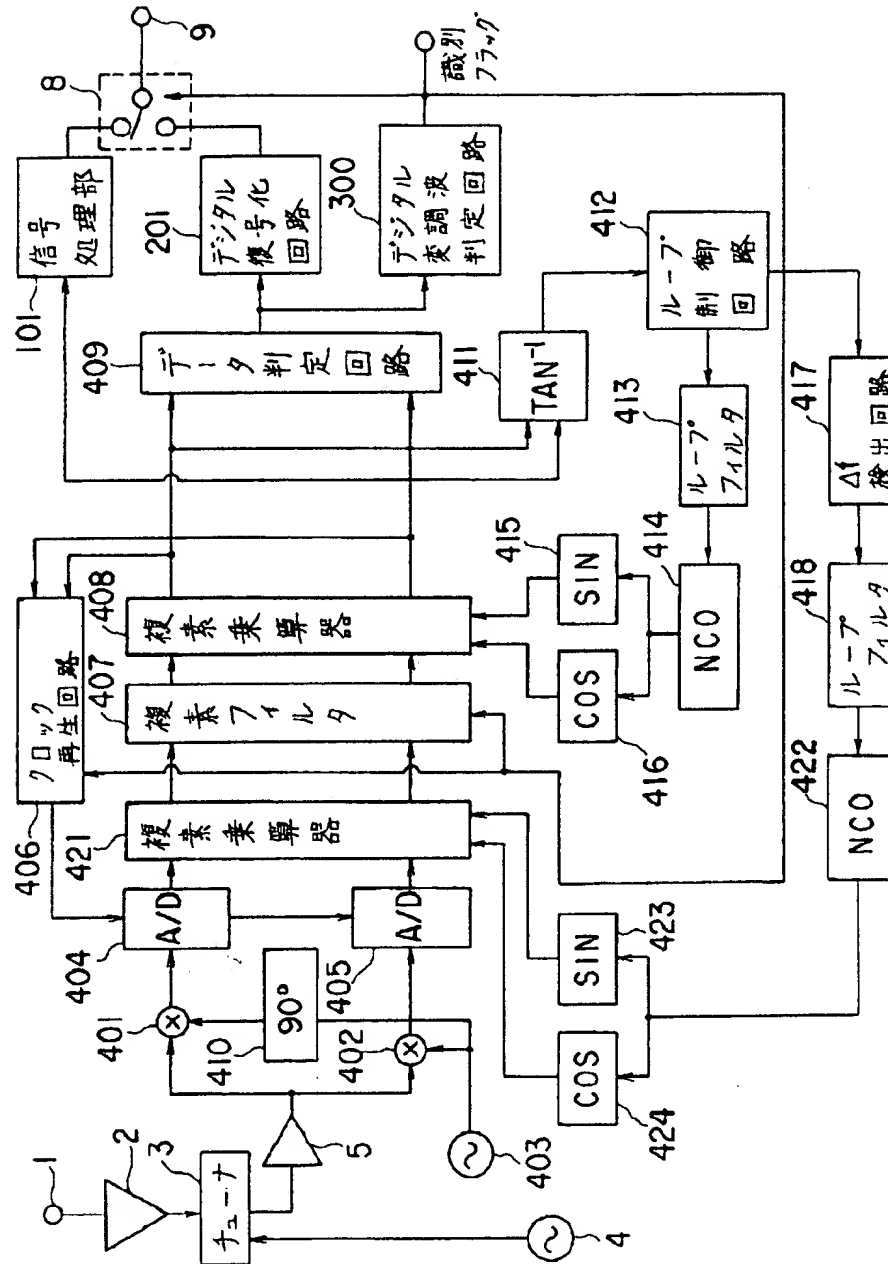 1
2
3
チューナ
4
5
401
402
403
404
A/D
405
A/D
410
90°
406
クロック
再生回路
421
複素乗算器
407
複素フィルタ
408
複素乗算器
409
データ判定回路
101
信号
処理部
201
デジタル
復号化
回路
300
デジタル
変調波
判定回路
8
9
識別
フラッグ
411
TAN⁻¹
412
ループ
制御
回路
413
ループ
フィルタ
414
NCO
415
SIN
416
COS
417
Δf
検出回路
418
ループ
フィルタ
422
NCO
423
SIN
424
COS